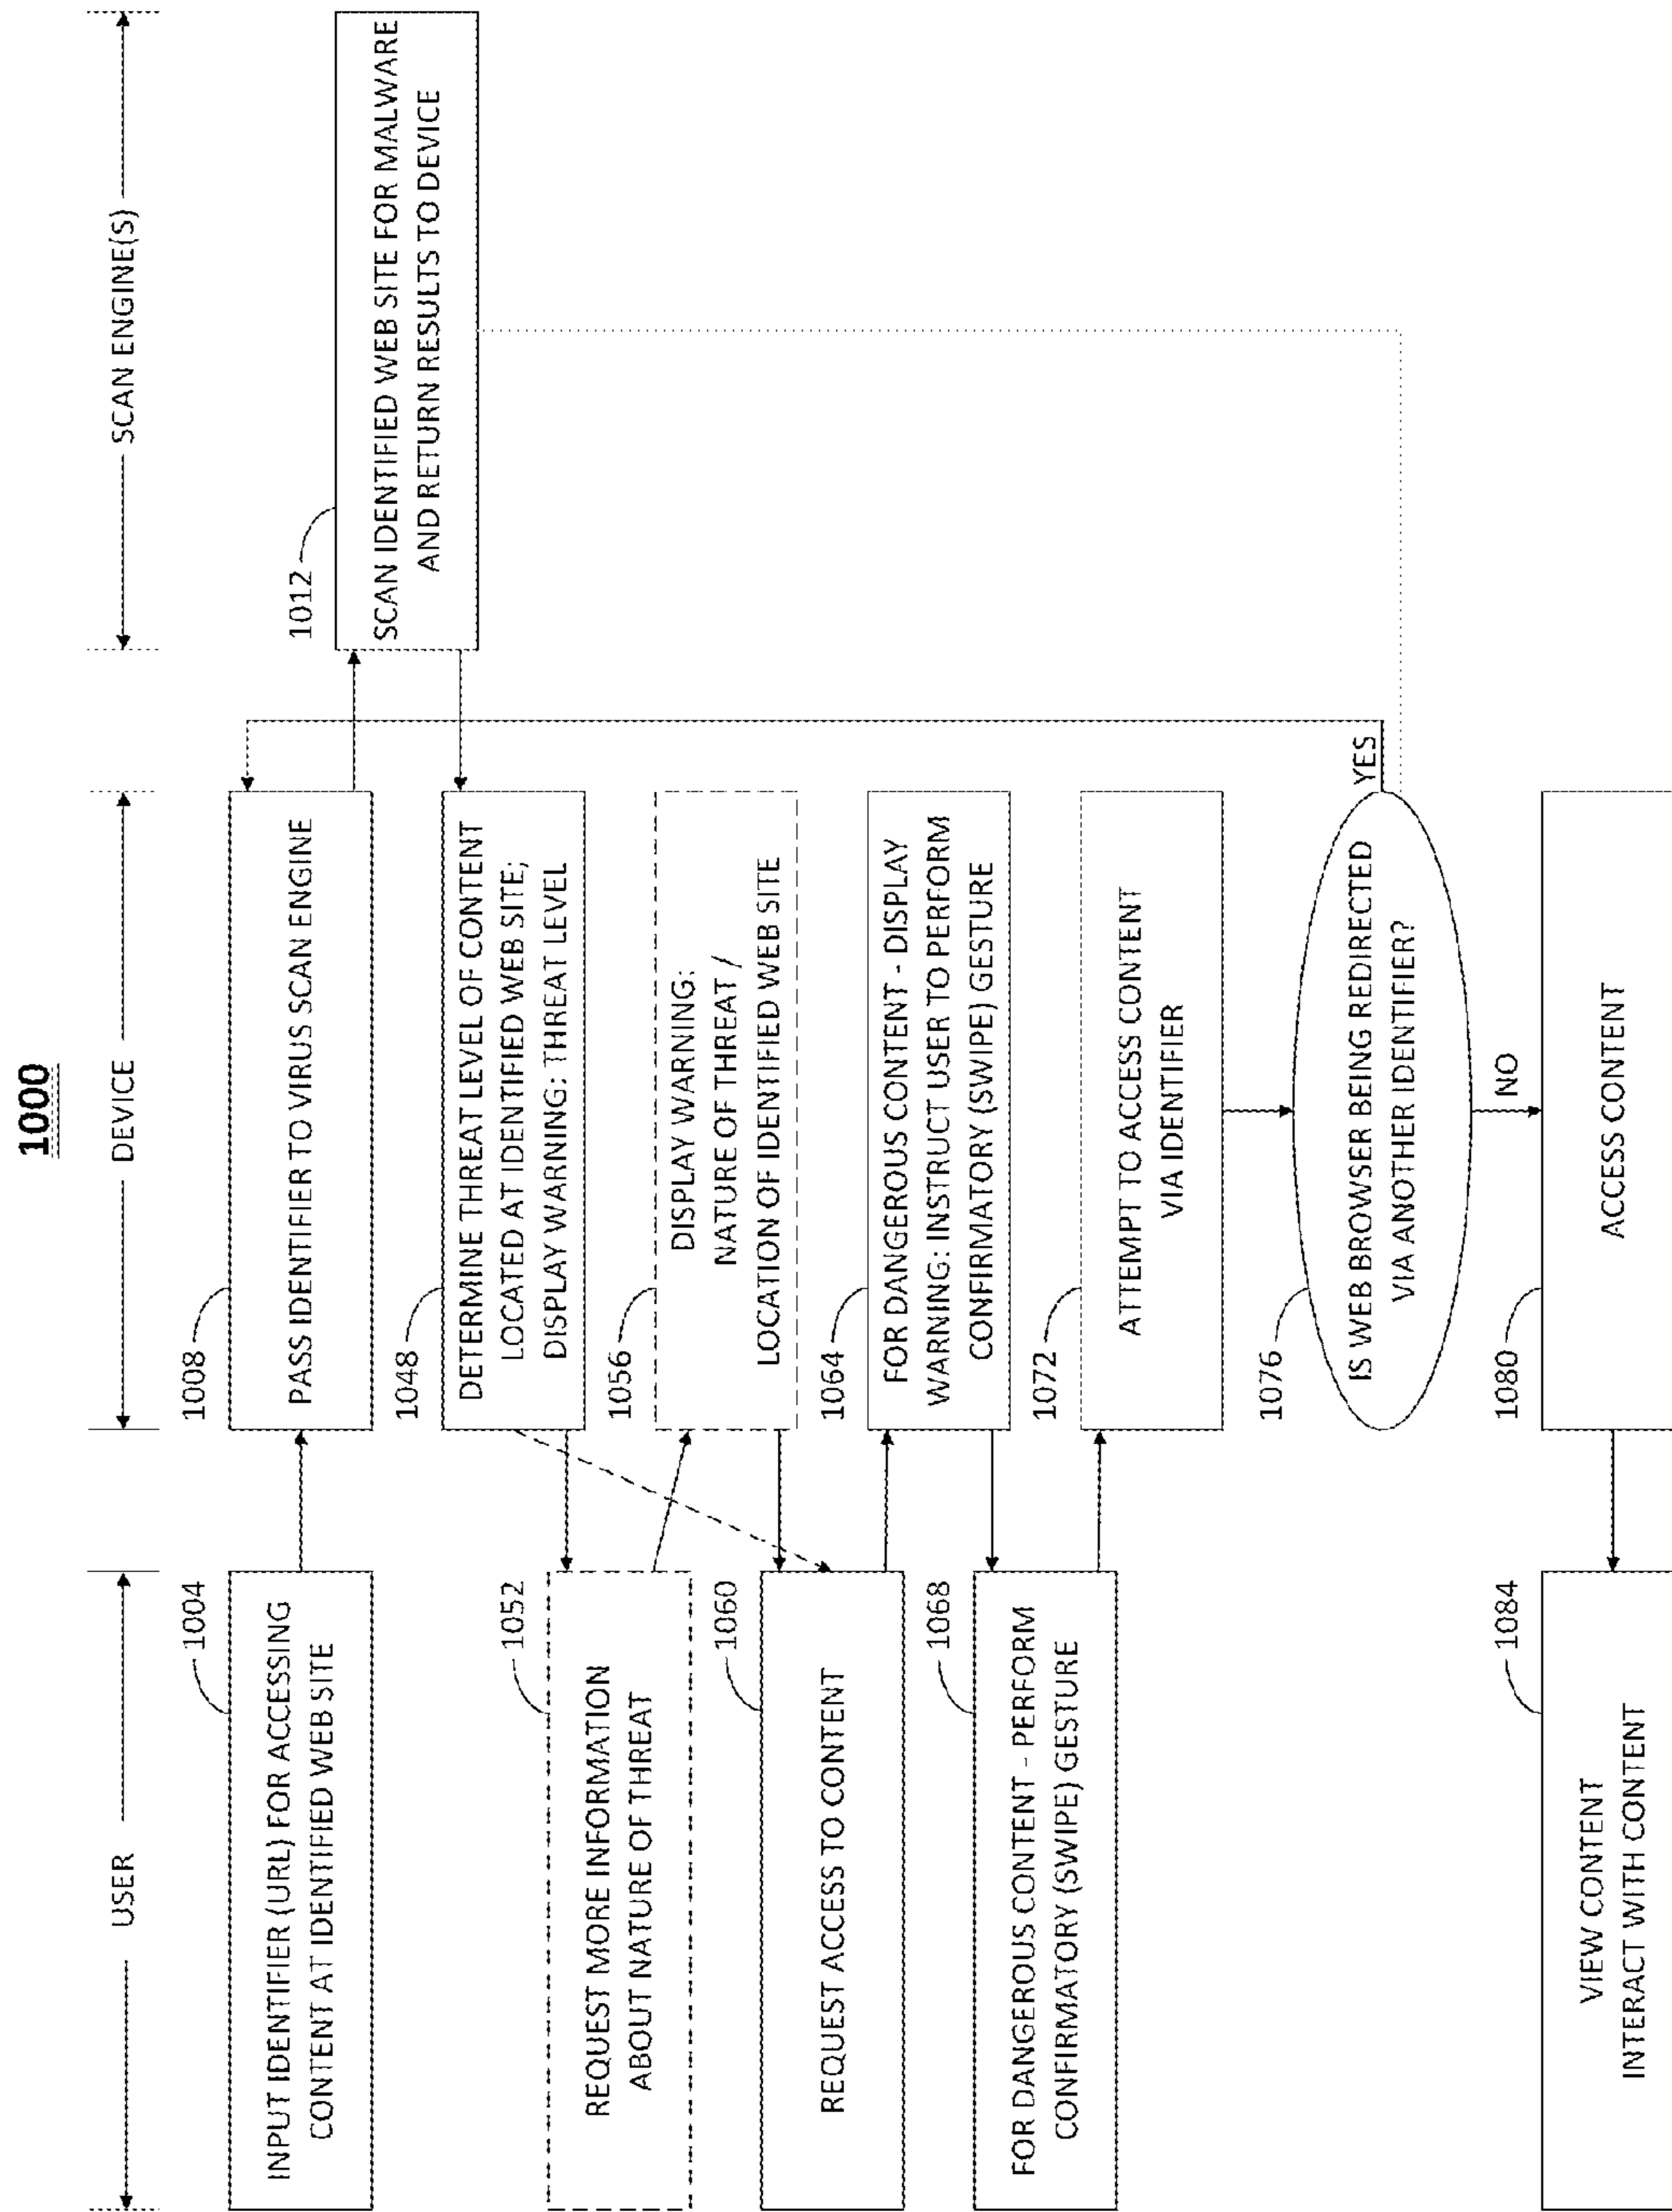 1000
USER
DEVICE
SCAN ENGINE(S)
1004
INPUT IDENTIFIER (URL) FOR ACCESSING
CONTENT AT IDENTIFIED WEB SITE
1008
PASS IDENTIFIER TO VIRUS SCAN ENGINE
1012
SCAN IDENTIFIED WEB SITE FOR MALWARE
AND RETURN RESULTS TO DEVICE
1048
DETERMINE THREAT LEVEL OF CONTENT
LOCATED AT IDENTIFIED WEB SITE;
DISPLAY WARNING: THREAT LEVEL
1052
REQUEST MORE INFORMATION
ABOUT NATURE OF THREAT
1056
DISPLAY WARNING:
NATURE OF THREAT /
LOCATION OF IDENTIFIED WEB SITE
1060
REQUEST ACCESS TO CONTENT
1064
FOR DANGEROUS CONTENT - DISPLAY
WARNING: INSTRUCT USER TO PERFORM
CONFIRMATORY (SWIPE) GESTURE
1068
FOR DANGEROUS CONTENT - PERFORM
CONFIRMATORY (SWIPE) GESTURE
1072
ATTEMPT TO ACCESS CONTENT
VIA IDENTIFIER
1076
IS WEB BROWSER BEING REDIRECTED
VIA ANOTHER IDENTIFIER?
YES
NO
1080
ACCESS CONTENT
1084
VIEW CONTENT
INTERACT WITH CONTENT